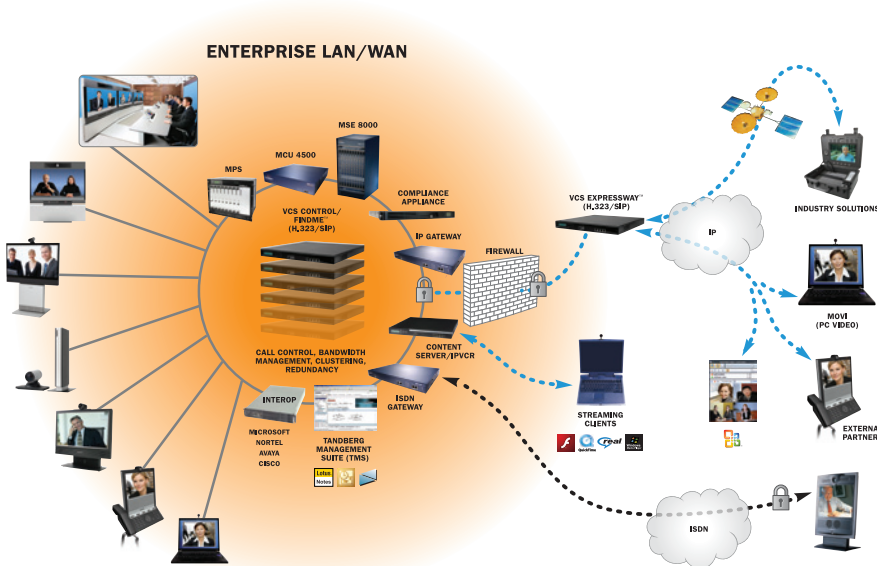 ENTERPRISE LAN/WAN
MSE 8000
MCU 4500
MPS
COMPLIANCE
APPLIANCE
VCS CONTROL/
FINDME™
(H.323/SIP)
IP GATEWAY
FIREWALL
VCS EXPRESSWAY™
(H.323/SIP)
IP
INDUSTRY SOLUTIONS
MOVI
(PC VIDEO)
CALL CONTROL, BANDWIDTH
MANAGEMENT, CLUSTERING,
REDUNDANCY
CONTENT
SERVER/IPVCR
ISDN
GATEWAY
INTEROP
MICROSOFT
NORTEL
AVAYA
CISCO
TANDBERG
MANAGEMENT
SUITE (TMS)
Lotus
Notes
STREAMING
CLIENTS
QuickTime
real
EXTERNA
PARTNER
ISDN